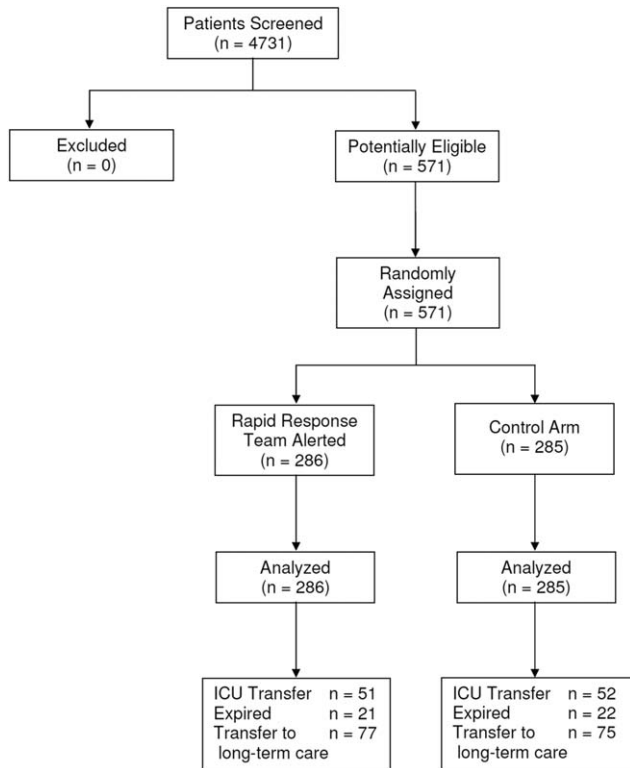 Patients Screened
(n = 4731)
Excluded
(n = 0)
Potentially Eligible
(n = 571)
Randomly
Assigned
(n = 571)
Rapid Response
Team Alerted
(n = 286)
Control Arm
(n = 285)
Analyzed
(n = 286)
Analyzed
(n = 285)
ICU Transfer n = 51
Expired n = 21
Transfer to n = 77
long-term care
ICU Transfer n = 52
Expired n = 22
Transfer to n = 75
long-term care